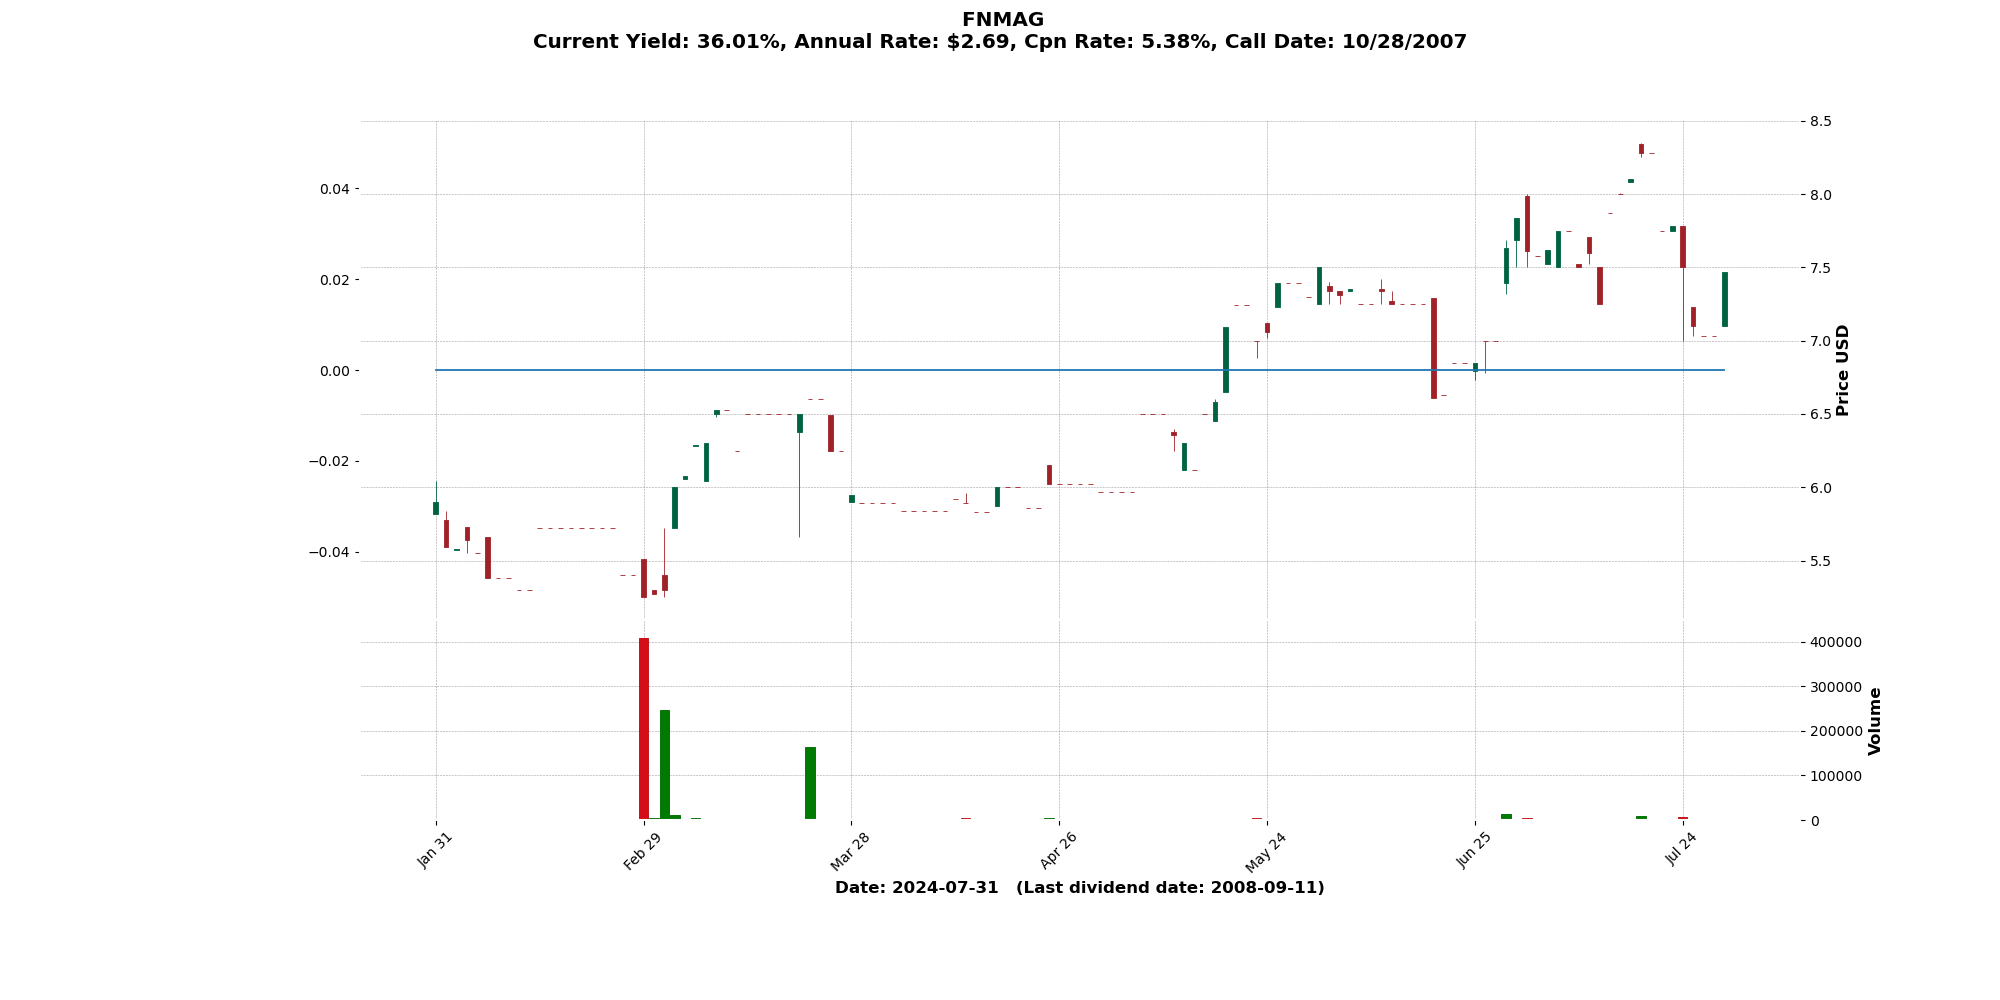 FNMAG
Current Yield: 36.01%, Annual Rate: $2.69, Cpn Rate: 5.38%, Call Date: 10/28/2007
8.5
0.04
8.0
0.02
7.5
7.0
0.00
Price USD
6.5
−0.02
6.0
−0.04
5.5
400000
300000
200000
Volume
100000
0
Jan 31
Feb 29
Mar 28
Apr 26
May 24
Jun 25
Jul 24
Date: 2024-07-31   (Last dividend date: 2008-09-11)